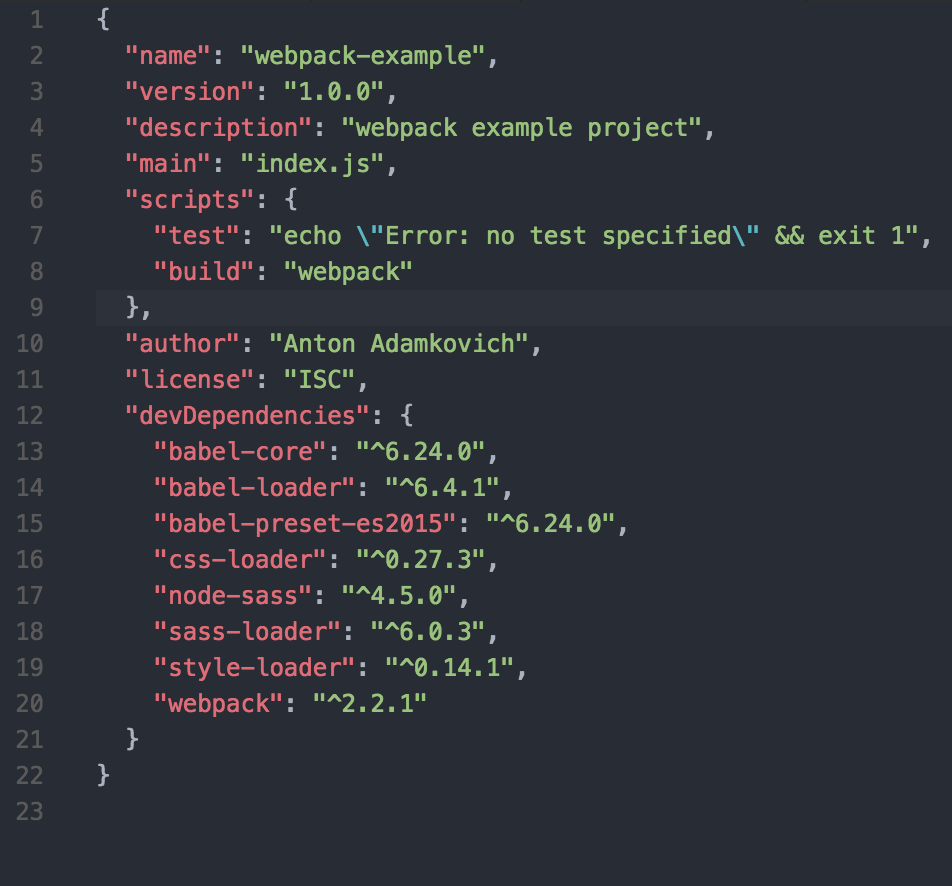 1 {
2   "name": "webpack-example",
3   "version": "1.0.0",
4   "description": "webpack example project",
5   "main": "index.js",
6   "scripts": {
7     "test": "echo \"Error: no test specified\" && exit 1",
8     "build": "webpack"
9   },
10   "author": "Anton Adamkovich",
11   "license": "ISC",
12   "devDependencies": {
13     "babel-core": "^6.24.0",
14     "babel-loader": "^6.4.1",
15     "babel-preset-es2015": "^6.24.0",
16     "css-loader": "^0.27.3",
17     "node-sass": "^4.5.0",
18     "sass-loader": "^6.0.3",
19     "style-loader": "^0.14.1",
20     "webpack": "^2.2.1"
21   }
22 }
23